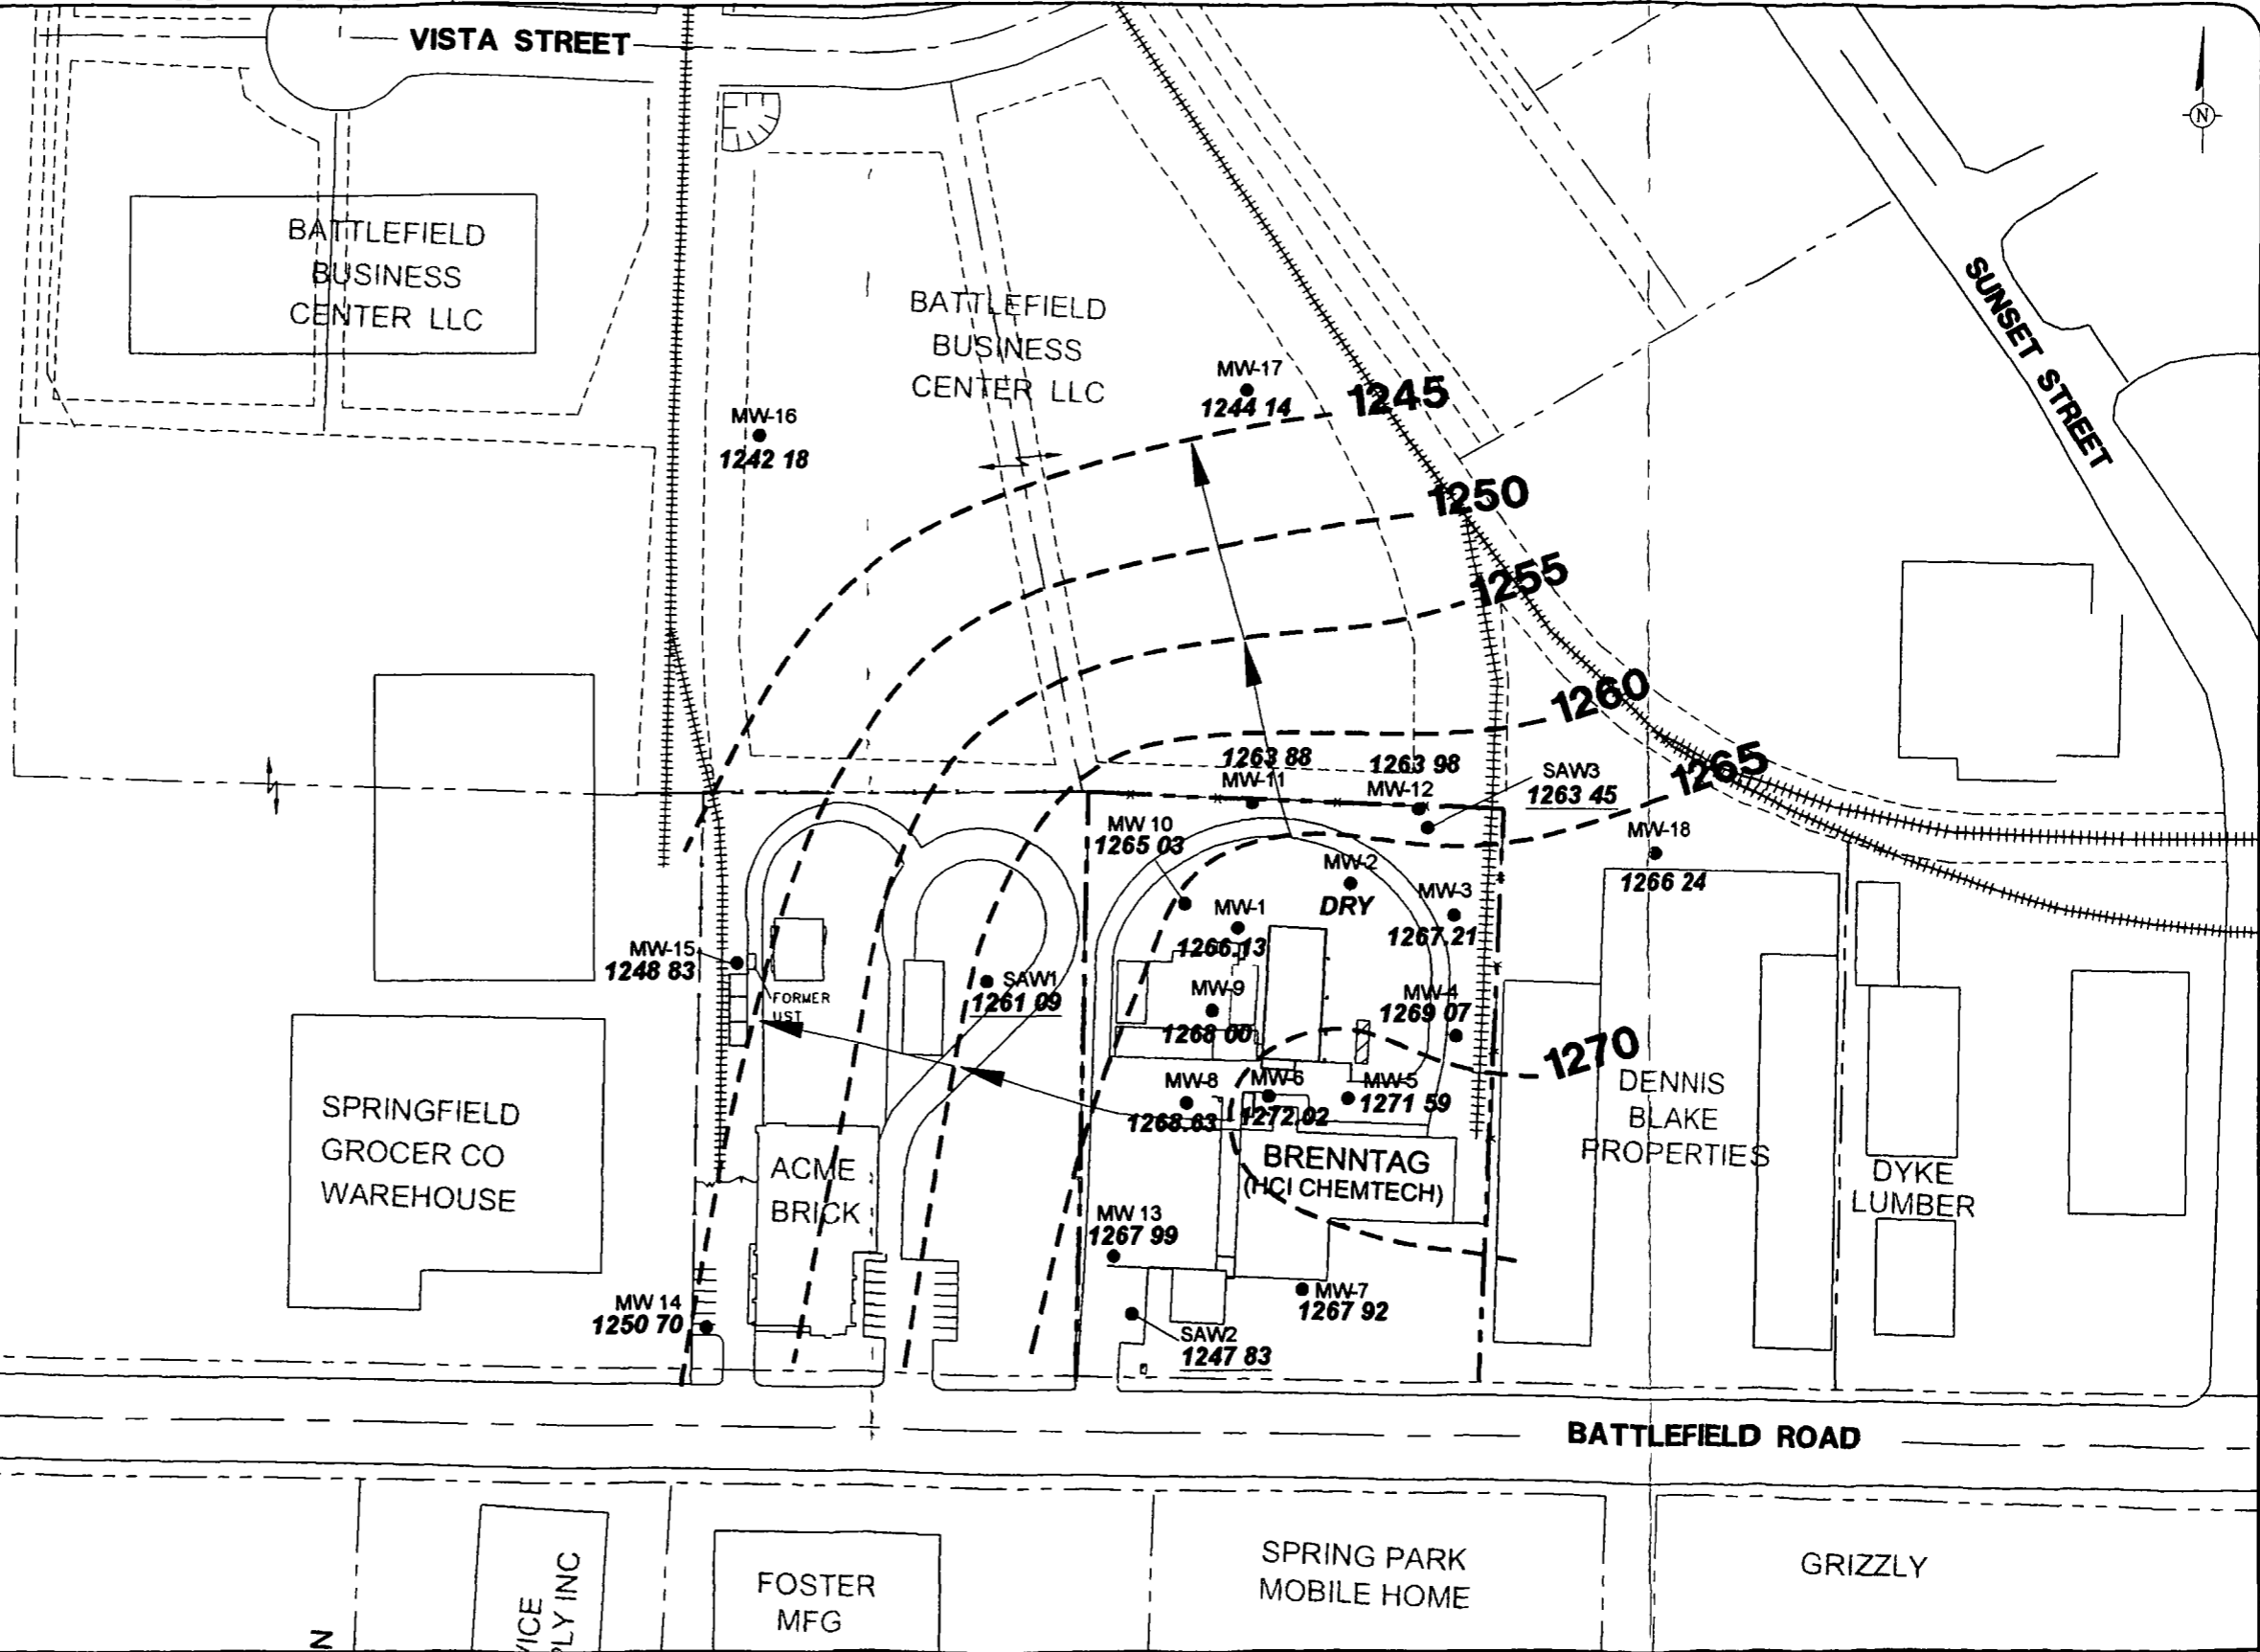 VISTA STREET
N
BATTLEFIELD
BUSINESS
CENTER LLC
BATTLEFIELD
BUSINESS
CENTER LLC
SUNSET STREET
MW-17
1244 14
1245
MW-16
1242 18
1250
1255
1260
1265
1263 88
MW-11
1263 98
MW-12
SAW3
1263 45
MW 10
1265 03
MW-2
DRY
MW-18
1266 24
MW-3
1267.21
MW-1
1266.13
MW-15
1248 83
FORMER
UST
SAW1
1261 09
MW-9
1268 00
MW-4
1269 07
1270
MW-8
1268.63
MW-6
1272.02
MW-5
1271 59
DENNIS
BLAKE
PROPERTIES
SPRINGFIELD
GROCER CO
WAREHOUSE
ACME
BRICK
BRENNTAG
(HCI CHEMTECH)
DYKE
LUMBER
MW 13
1267 99
MW 14
1250 70
MW-7
1267 92
SAW2
1247 83
BATTLEFIELD ROAD
VICE
PLY INC
FOSTER
MFG
SPRING PARK
MOBILE HOME
GRIZZLY
N